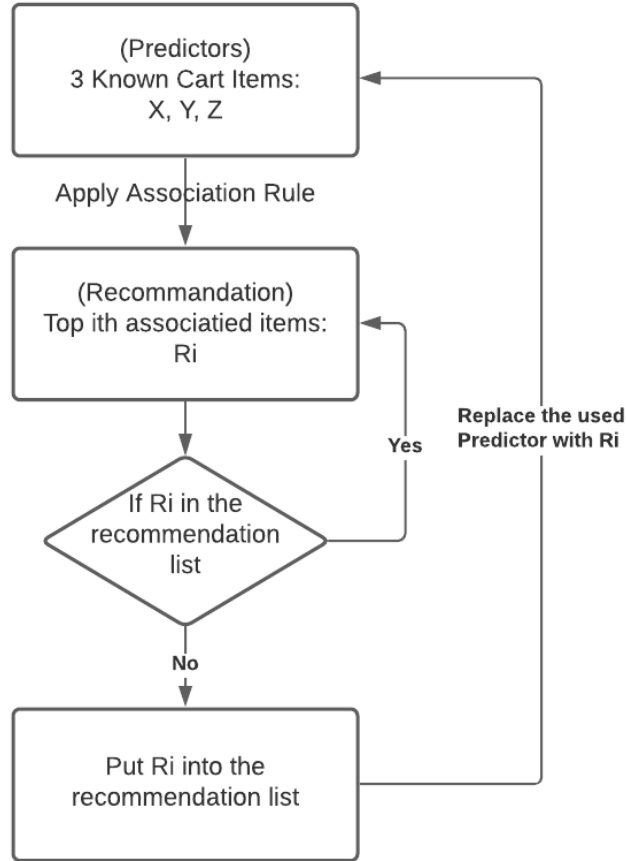 (Predictors)
3 Known Cart Items:
X, Y, Z
Apply Association Rule
(Recommandation)
Top ith associatied items:
Ri
Yes
Replace the used
Predictor with Ri
If Ri in the
recommendation
list
No
Put Ri into the
recommendation list